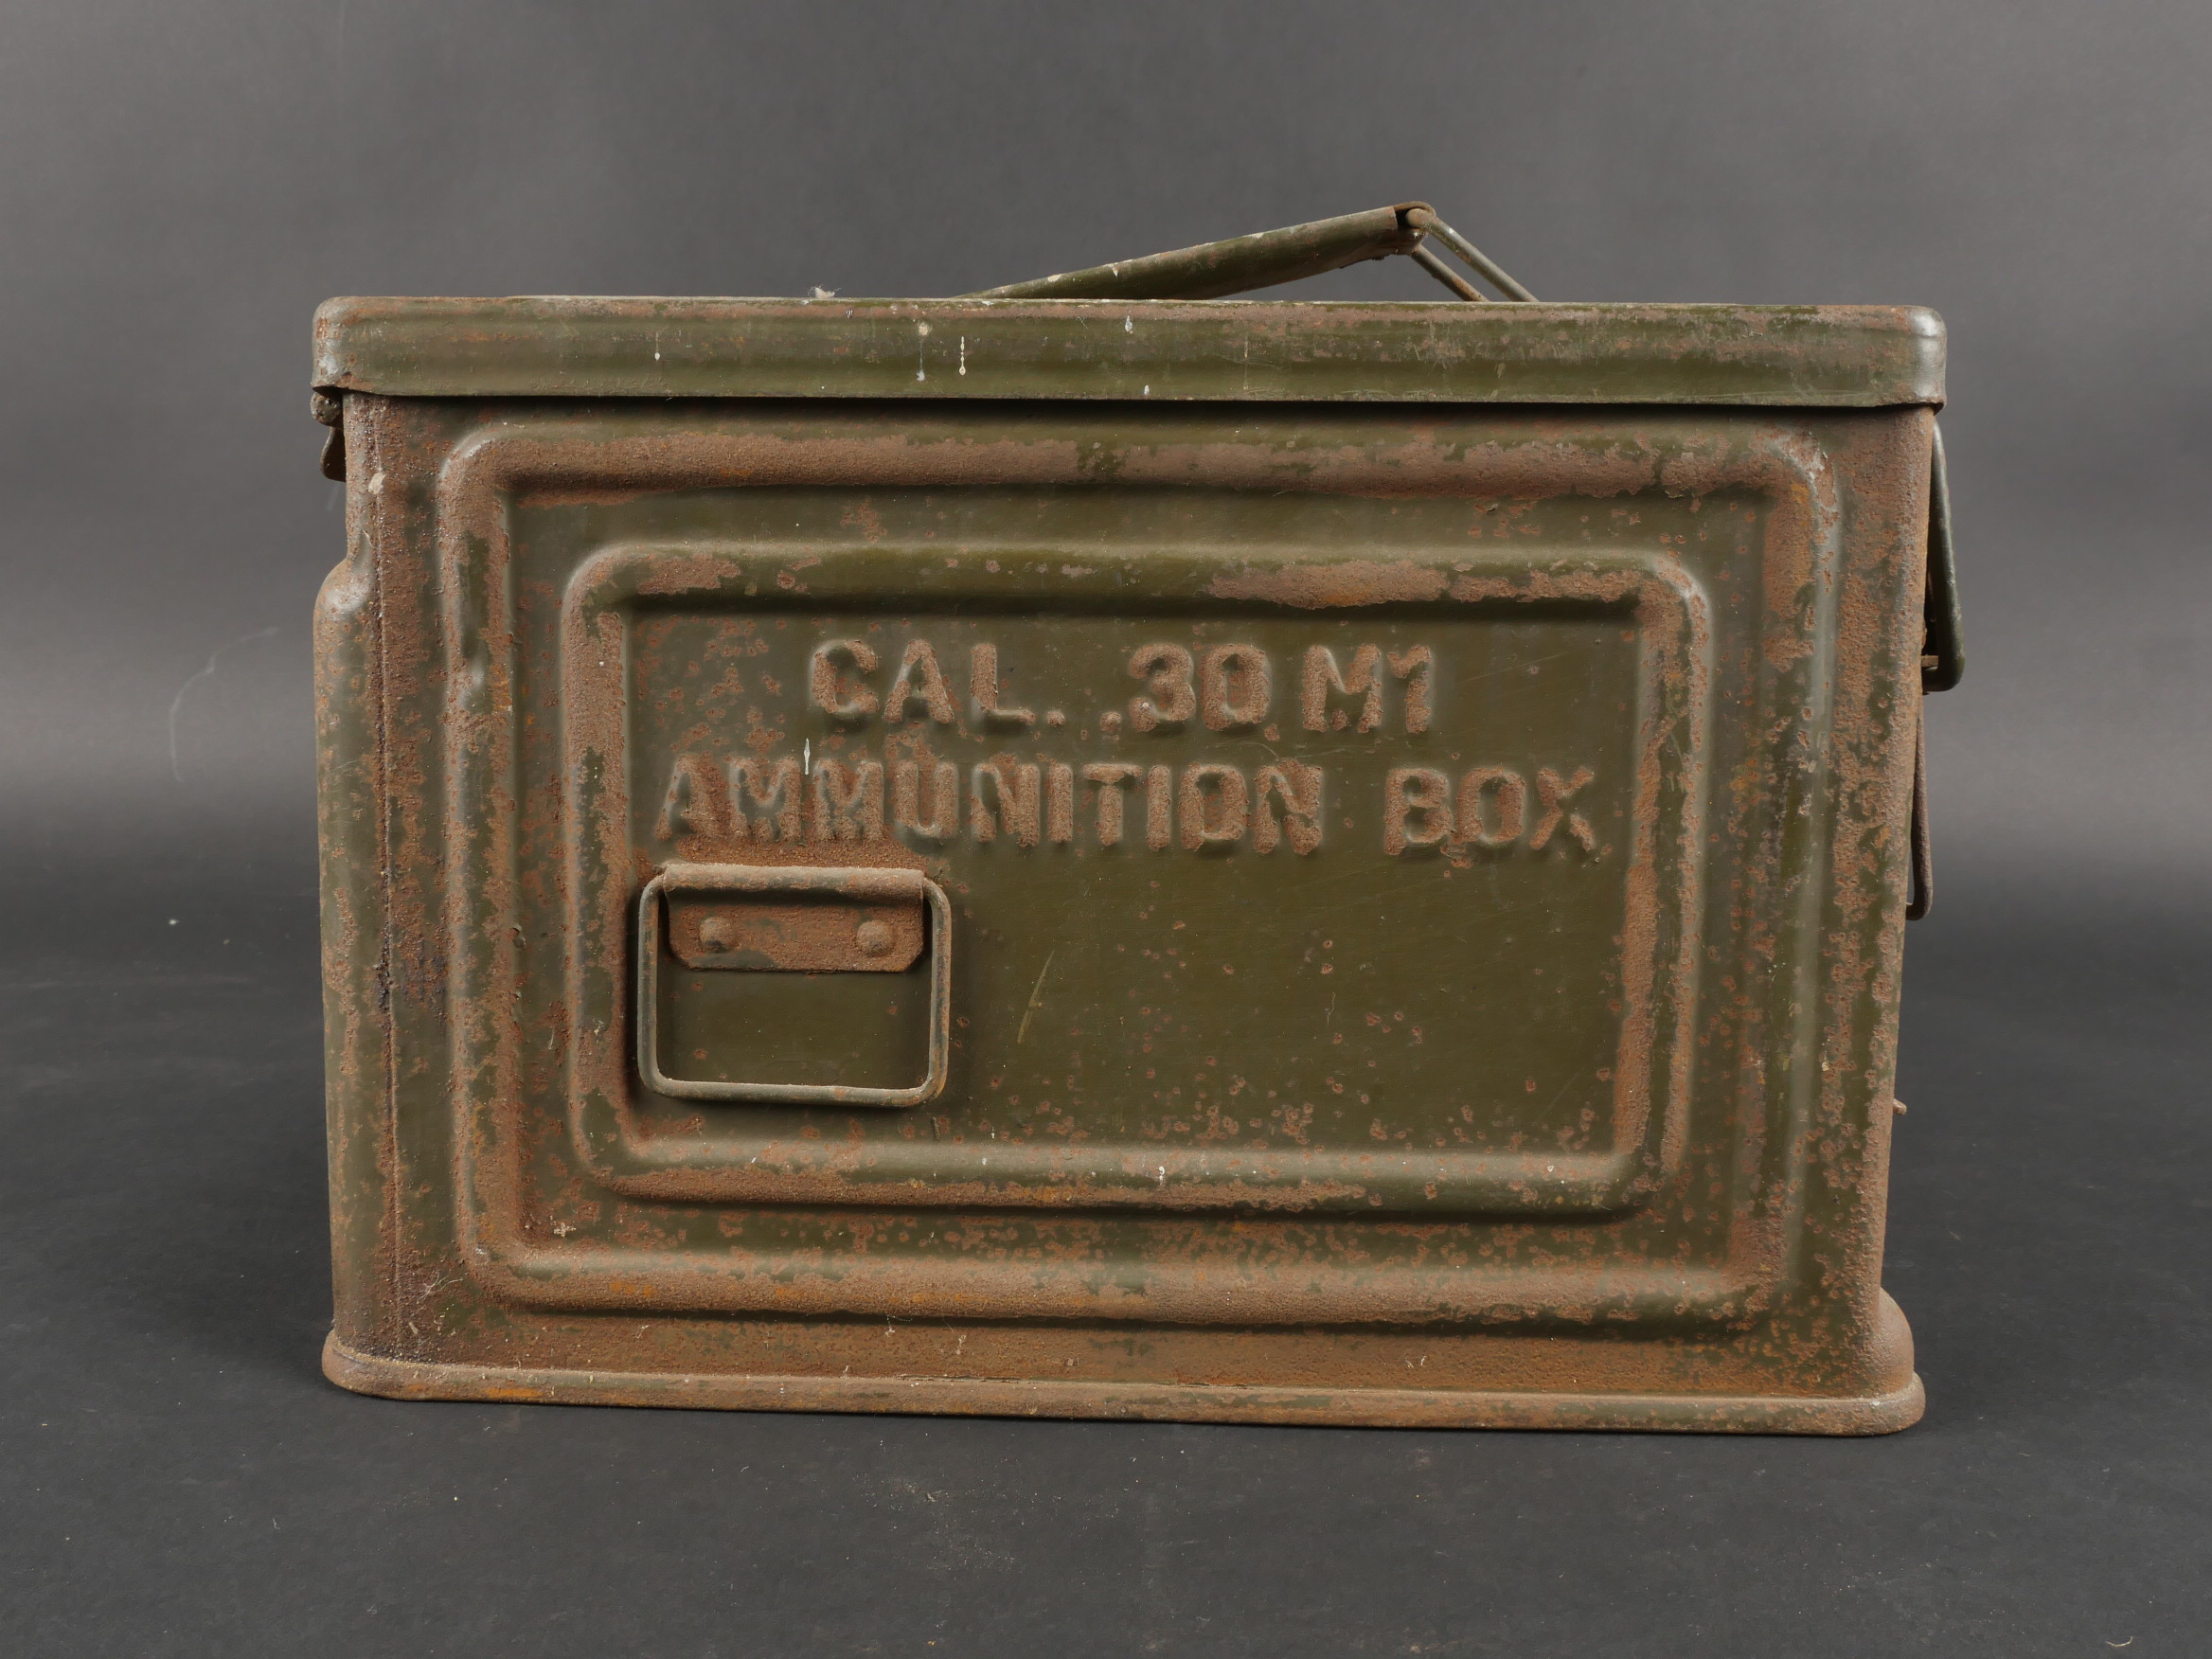 CAL. .30 M1
AMMUNITION BOX